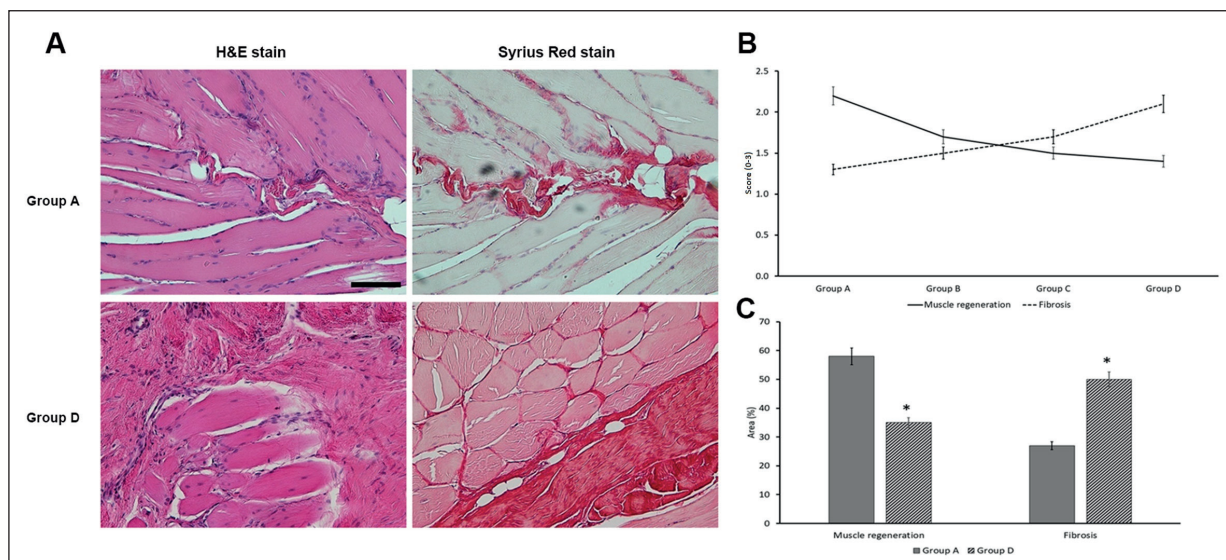 A
H&E stain
Syrius Red stain
Group A
Group D
B
Score (0-3)
2.5
2.0
1.5
1.0
0.5
0.0
Group A
Group B
Group C
Group D
Muscle regeneration
Fibrosis
C
Area (%)
70
60
50
40
30
20
10
0
*
*
Muscle regeneration
Fibrosis
Group A
Group D